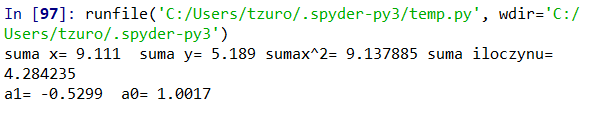 In [97]: runfile('C:/Users/tzuro/.spyder-py3/temp.py', wdir='C:/
Users/tzuro/.spyder-py3')
suma x= 9.111  suma y= 5.189 sumax^2= 9.137885 suma iloczynu=
4.284235
a1= -0.5299  a0= 1.0017